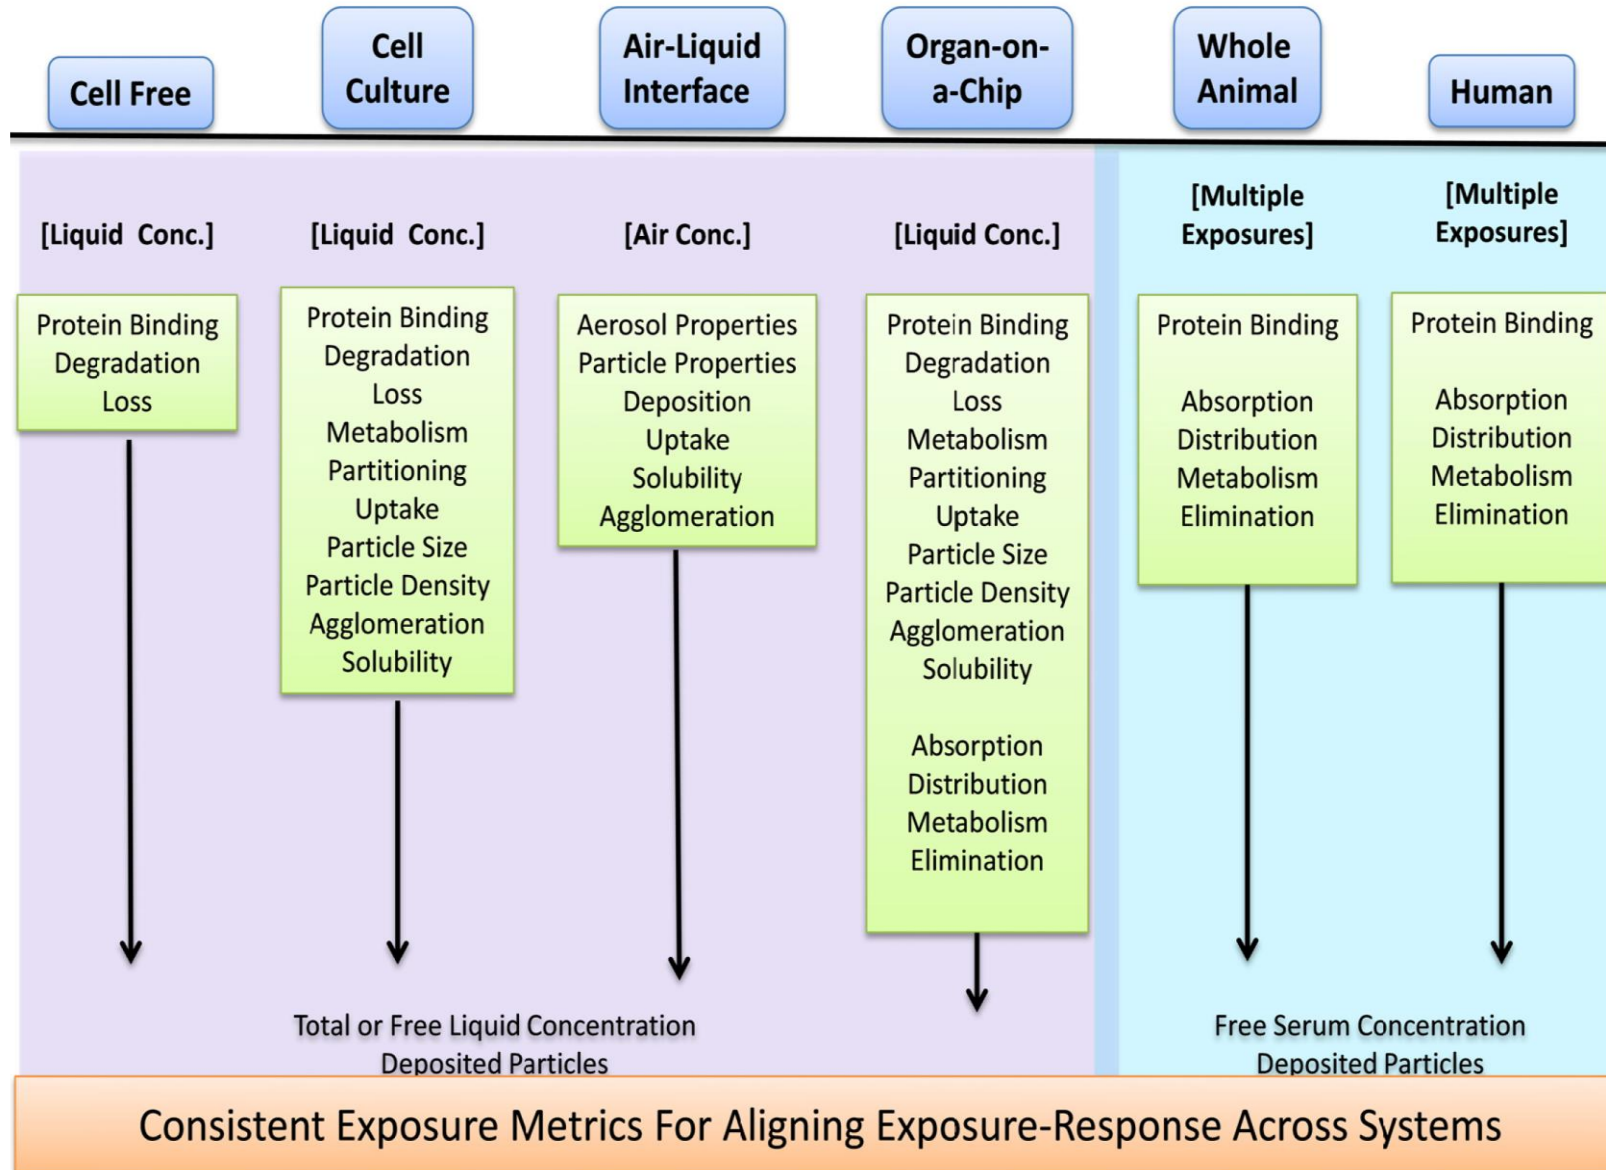 Cell Free
Cell
Culture
Air-Liquid
Interface
Organ-on-
a-Chip
Whole
Animal
Human
[Liquid Conc.]
[Liquid Conc.]
[Air Conc.]
[Liquid Conc.]
[Multiple
Exposures]
[Multiple
Exposures]
Protein Binding
Degradation
Loss
Protein Binding
Degradation
Loss
Metabolism
Partitioning
Uptake
Particle Size
Particle Density
Agglomeration
Solubility
Aerosol Properties
Particle Properties
Deposition
Uptake
Solubility
Agglomeration
Protein Binding
Degradation
Loss
Metabolism
Partitioning
Uptake
Particle Size
Particle Density
Agglomeration
Solubility
Absorption
Distribution
Metabolism
Elimination
Protein Binding
Absorption
Distribution
Metabolism
Elimination
Protein Binding
Absorption
Distribution
Metabolism
Elimination
Total or Free Liquid Concentration
Deposited Particles
Free Serum Concentration
Deposited Particles
Consistent Exposure Metrics For Aligning Exposure-Response Across Systems